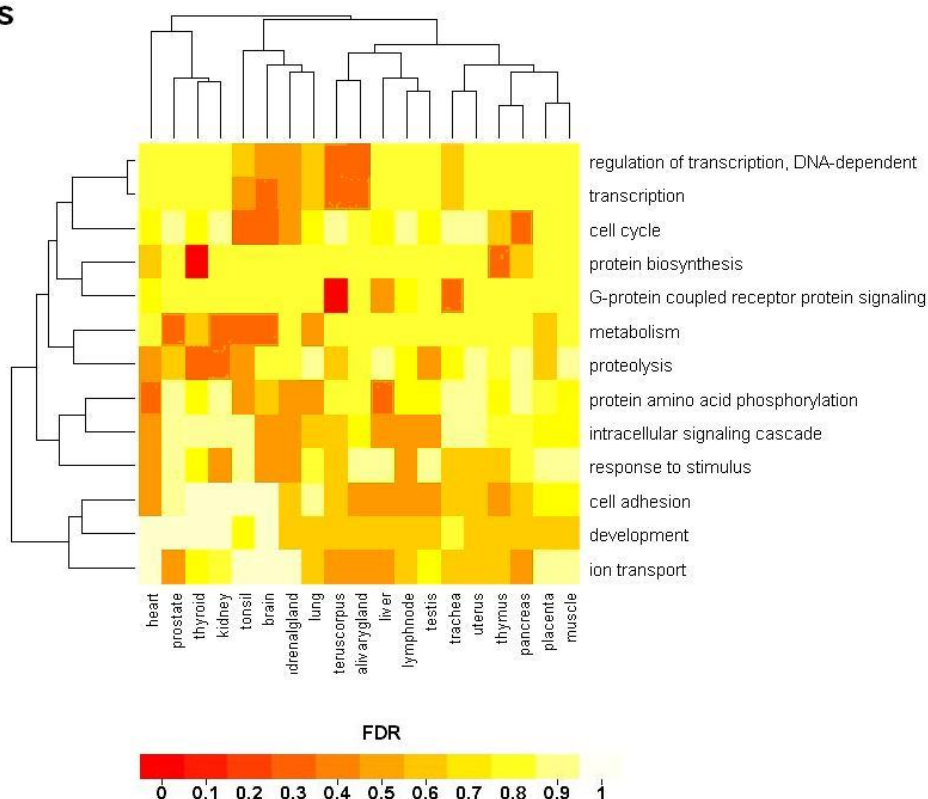 s
regulation of transcription, DNA-dependent
transcription
cell cycle
protein biosynthesis
G-protein coupled receptor protein signaling
metabolism
proteolysis
protein amino acid phosphorylation
intracellular signaling cascade
response to stimulus
cell adhesion
development
ion transport
heart
prostate
thyroid
kidney
tonsil
brain
drenalgland
lung
teruscorpus
alivarygland
liver
lymphnode
testis
trachea
uterus
thymus
pancreas
placenta
muscle
FDR
0 0.1 0.2 0.3 0.4 0.5 0.6 0.7 0.8 0.9 1